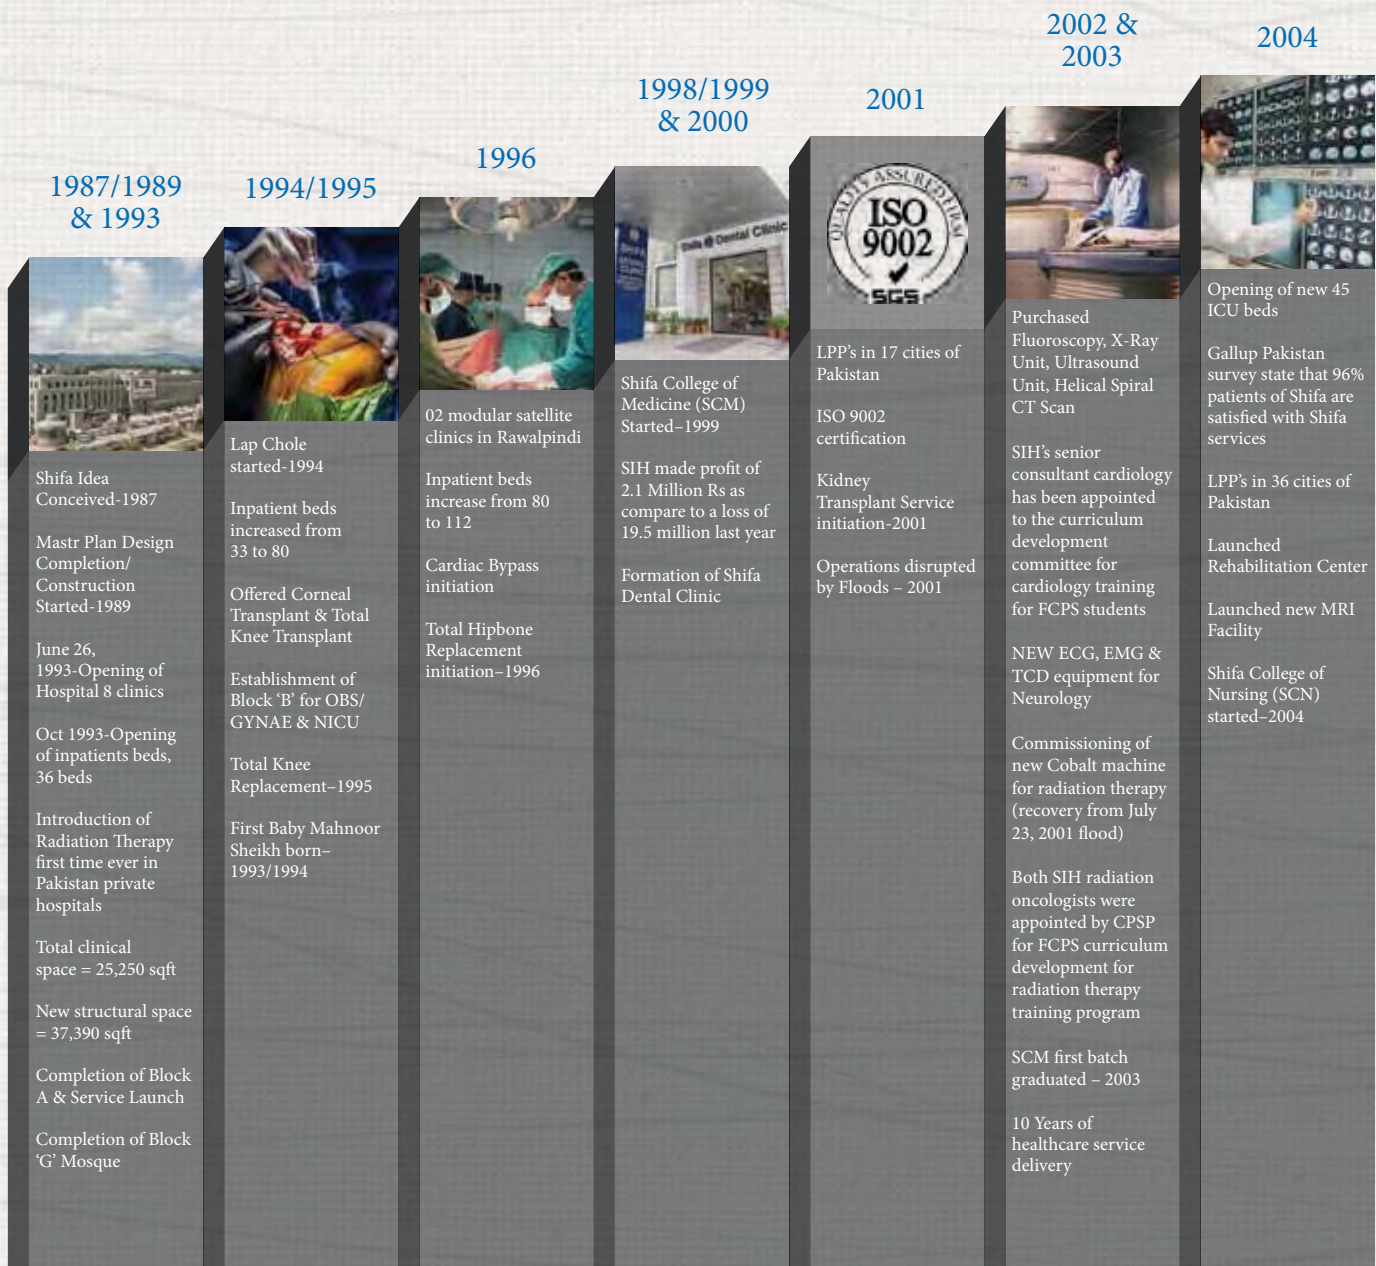 1987/1989
& 1993
Shifa Idea
Conceived-1987
Mastr Plan Design
Completion/
Construction
Started-1989
June 26,
1993-Opening of
Hospital 8 clinics
Oct 1993-Opening
of inpatients beds,
36 beds
Introduction of
Radiation Therapy
first time ever in
Pakistan private
hospitals
Total clinical
space = 25,250 sqft
New structural space
= 37,390 sqft
Completion of Block
A & Service Launch
Completion of Block
‘G’ Mosque
1994/1995
Lap Chole
started-1994
Inpatient beds
increased from
33 to 80
Offered Corneal
Transplant & Total
Knee Transplant
Establishment of
Block ‘B’ for OBS/
GYNAE & NICU
Total Knee
Replacement–1995
First Baby Mahnoor
Sheikh born–
1993/1994
1996
02 modular satellite
clinics in Rawalpindi
Inpatient beds
increase from 80
to 112
Cardiac Bypass
initiation
Total Hipbone
Replacement
initiation–1996
1998/1999
& 2000
Dental Clinic
Shifa College of
Medicine (SCM)
Started–1999
SIH made profit of
2.1 Million Rs as
compare to a loss of
19.5 million last year
Formation of Shifa
Dental Clinic
2001
QUALITY ASSURED FIRM
ISO
9002
SGS
LPP’s in 17 cities of
Pakistan
ISO 9002
certification
Kidney
Transplant Service
initiation-2001
Operations disrupted
by Floods – 2001
2002 &
2003
Purchased
Fluoroscopy, X-Ray
Unit, Ultrasound
Unit, Helical Spiral
CT Scan
SIH’s senior
consultant cardiology
has been appointed
to the curriculum
development
committee for
cardiology training
for FCPS students
NEW ECG, EMG &
TCD equipment for
Neurology
Commissioning of
new Cobalt machine
for radiation therapy
(recovery from July
23, 2001 flood)
Both SIH radiation
oncologists were
appointed by CPSP
for FCPS curriculum
development for
radiation therapy
training program
SCM first batch
graduated – 2003
10 Years of
healthcare service
delivery
2004
Opening of new 45
ICU beds
Gallup Pakistan
survey state that 96%
patients of Shifa are
satisfied with Shifa
services
LPP’s in 36 cities of
Pakistan
Launched
Rehabilitation Center
Launched new MRI
Facility
Shifa College of
Nursing (SCN)
started–2004